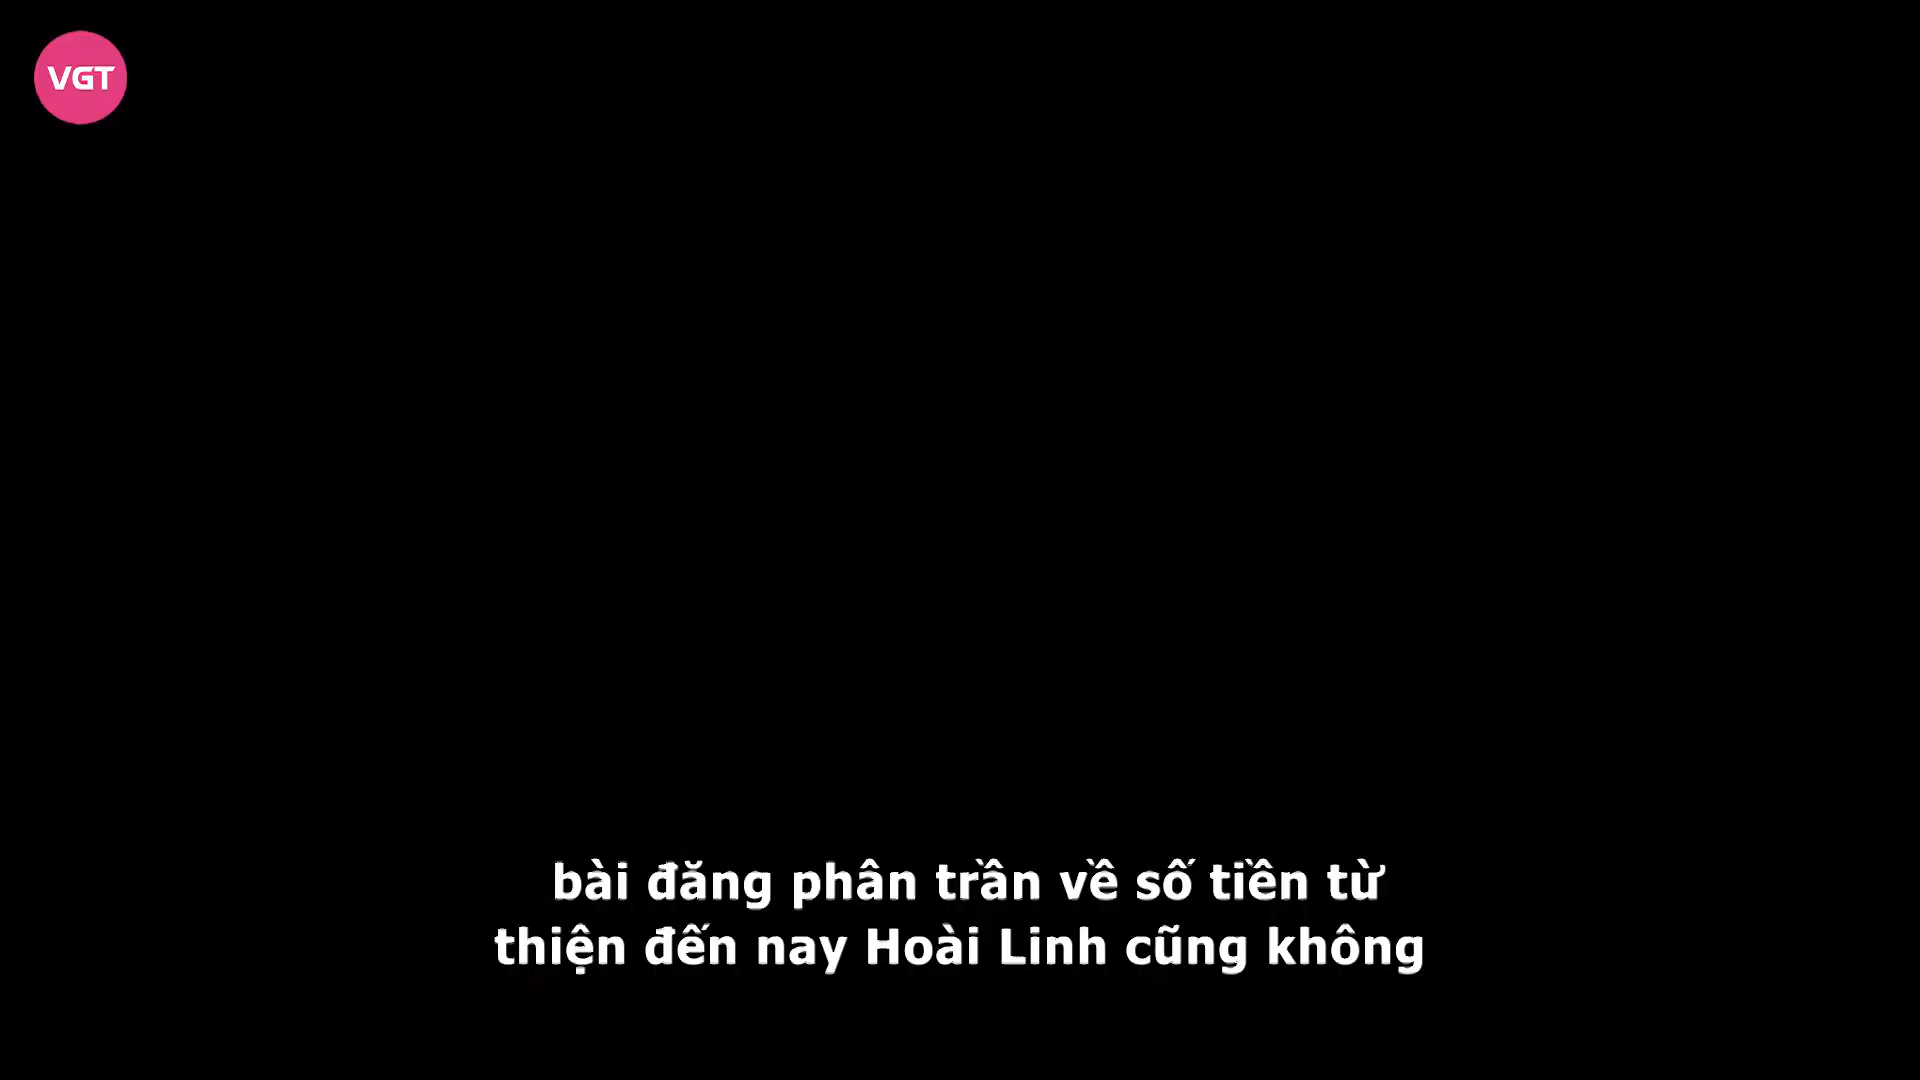 VGT
bài đăng phân trần về số tiền từ
thiện đến nay Hoài Linh cũng không